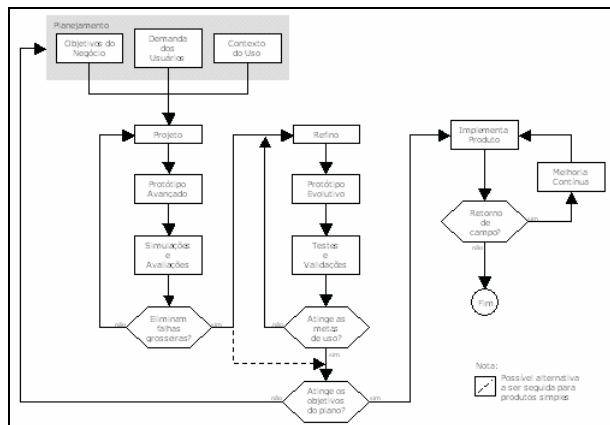 Planejamento
Objetivos do
Negócio
Demanda
dos
Usuários
Contexto
do Uso
Projeto
Protótipo
Avançado
Simulações
e
Avaliações
não
Eliminam
falhas
grosseiras?
sim
Refino
Protótipo
Evolutivo
Testes
e
Validações
não
Atinge as
metas
de uso?
sim
não
Atinge os
objetivos
do plano?
sim
Implementa
Produto
Melhoria
Contínua
Retorno
de
campo?
sim
não
Fim
Nota:
Possível alternativa
a ser seguida para
produtos simples